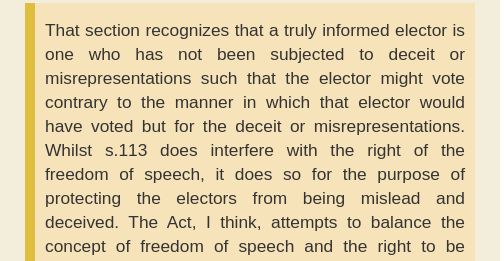 That section recognizes that a truly informed elector is
one who has not been subjected to deceit or
misrepresentations such that the elector might vote
contrary to the manner in which that elector would
have voted but for the deceit or misrepresentations.
Whilst s.113 does interfere with the right of the
freedom of speech, it does so for the purpose of
protecting the electors from being mislead and
deceived. The Act, I think, attempts to balance the
concept of freedom of speech and the right to be